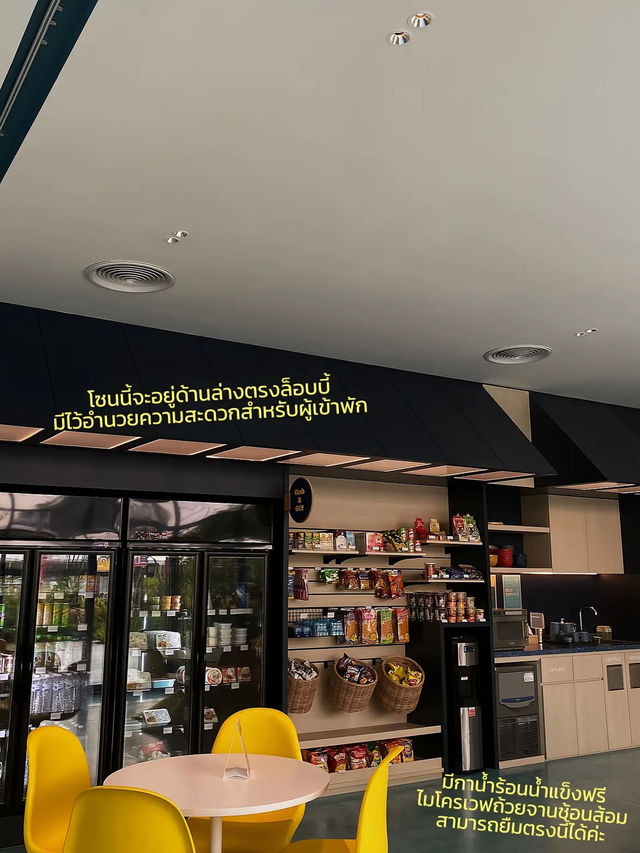 โซนนี้จะอยู่ด้านล่างตรงล็อบบี้
มีไว้อำนวยความสะดวกสำหรับผู้เข้าพัก
Grab
&
GO!
มีกาน้ำร้อนน้ำแข็งฟรี
ไมโครเวฟถ้วยจานช้อนส้อม
สามารถยืมตรงนี้ได้ค่ะ